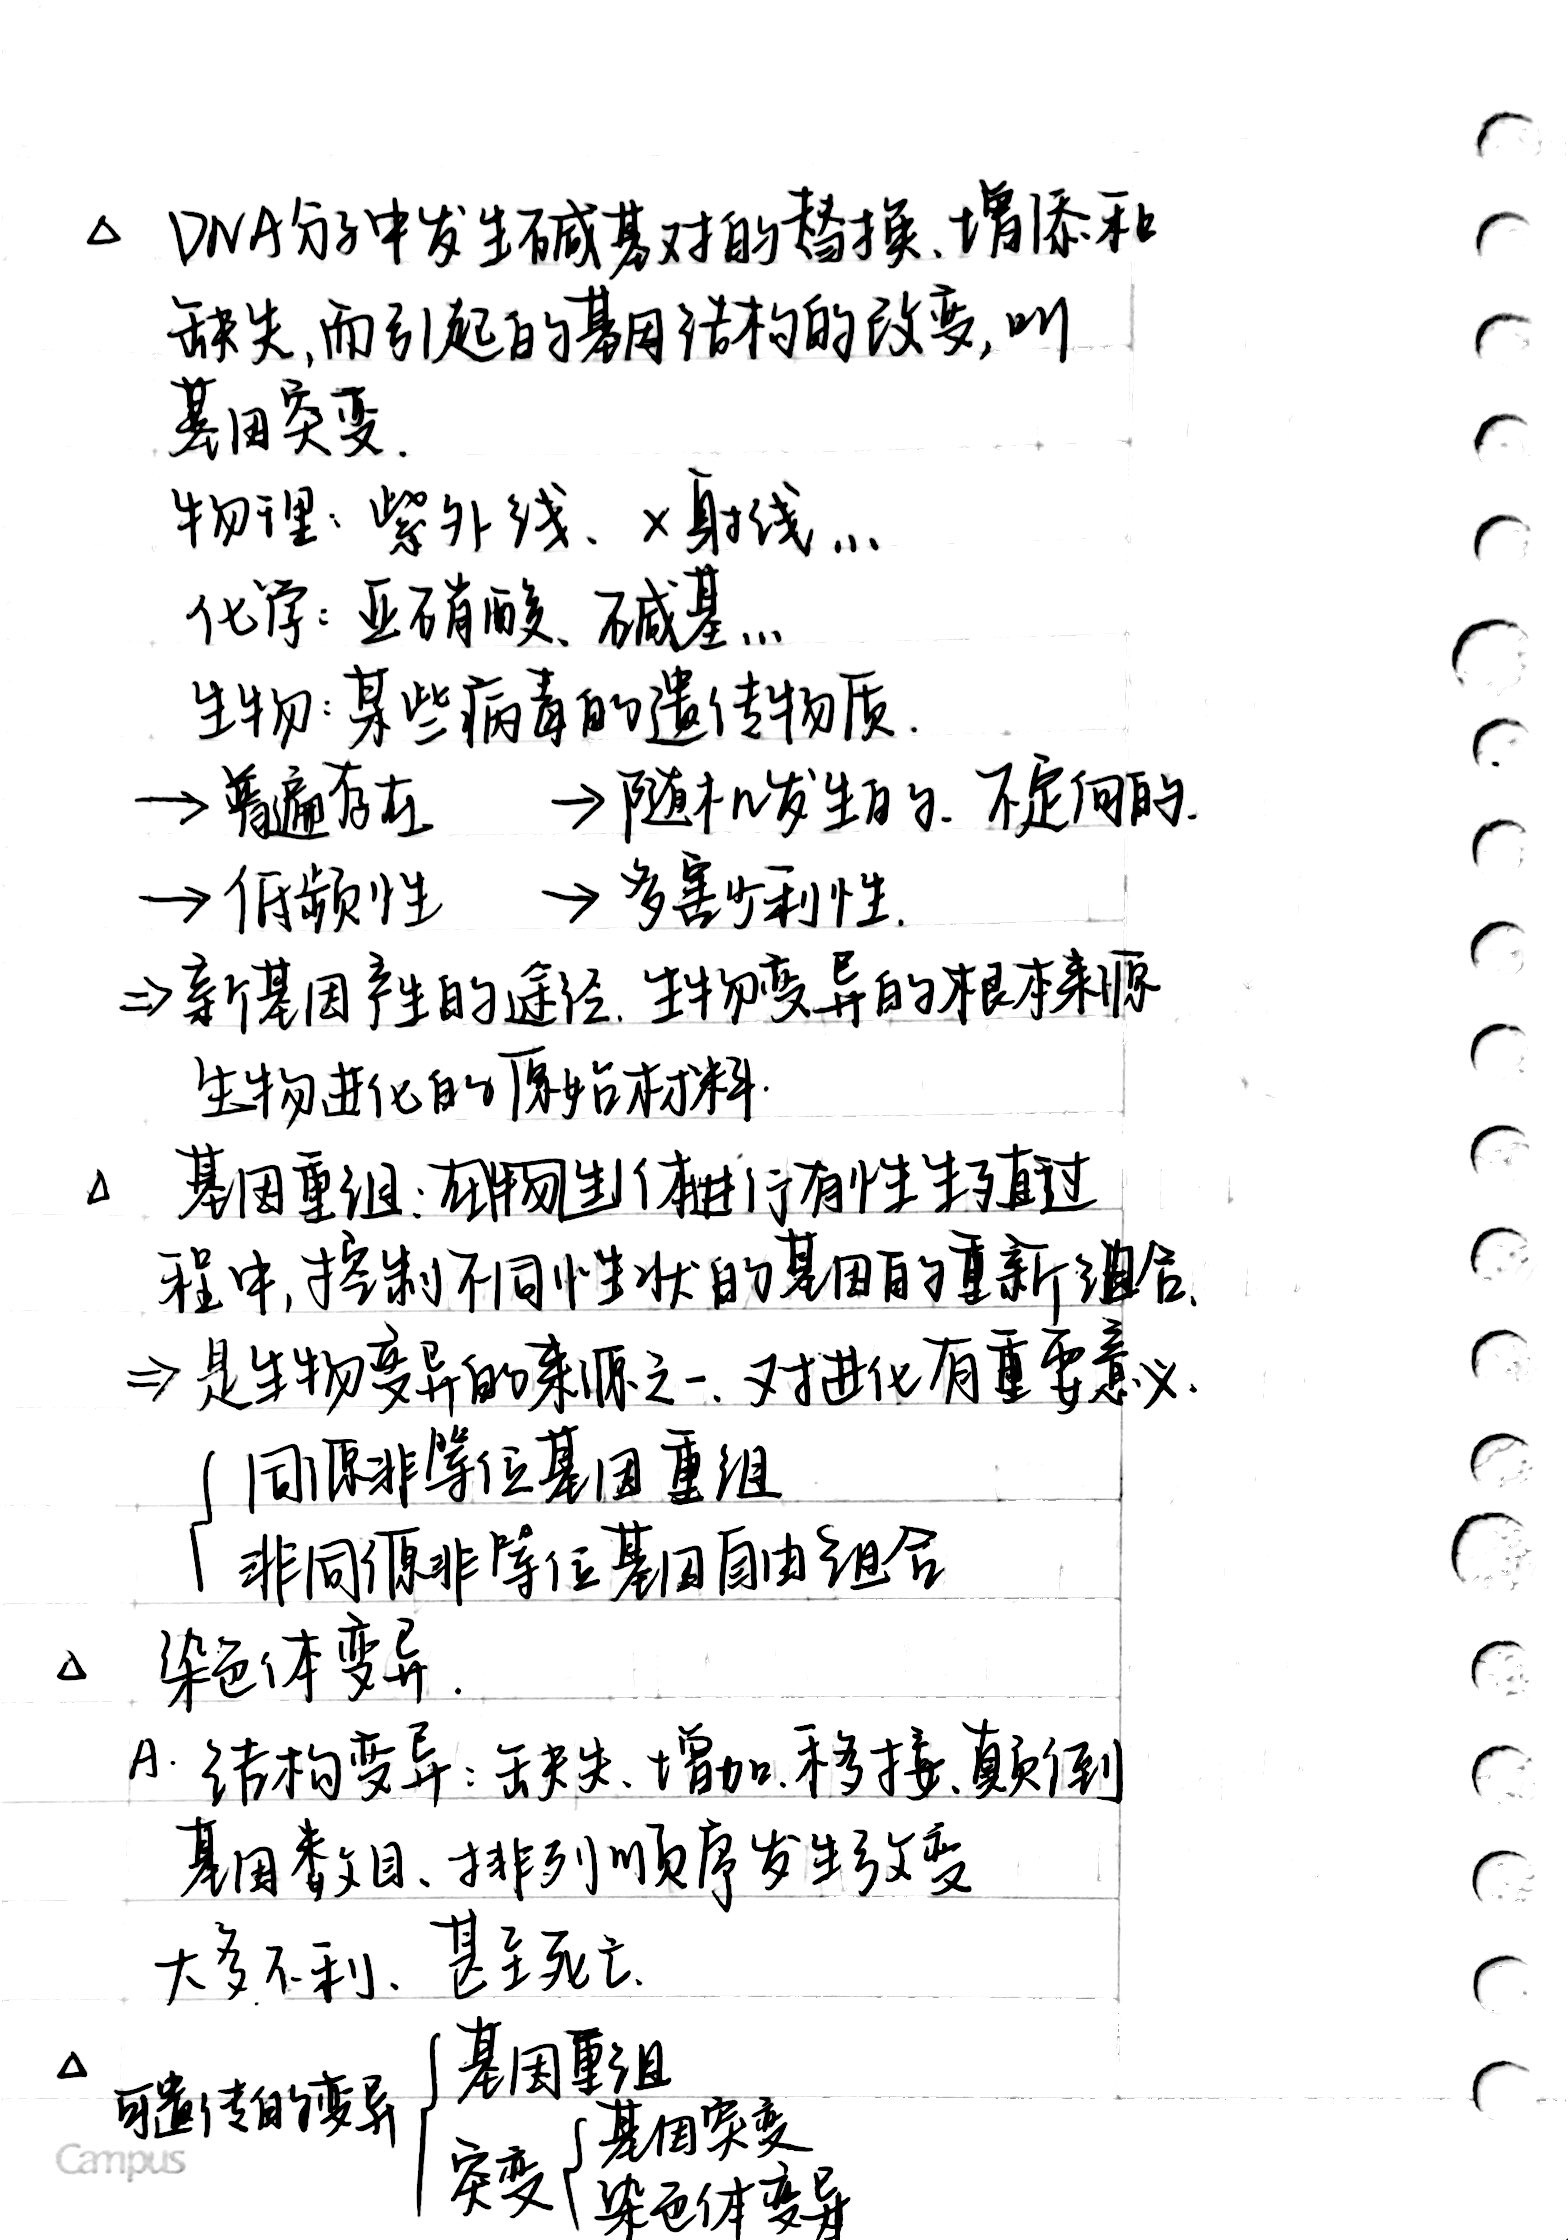 △ DNA分子中发生碱基对的替换、增添和
缺失,而引起的基因结构的改变,叫
基因突变.
物理: 紫外线、X射线...
化学: 亚硝酸、碱基...
生物: 某些病毒的遗传物质.
→ 普遍存在 → 随机发生的、不定向的.
→ 低频性 → 多害少利性.
⇒ 新基因产生的途径. 生物变异的根本来源
生物进化的原始材料.
△ 基因重组: 在物生体进行有性生殖过
程中,控制不同性状的基因的重新组合.
⇒ 是生物变异的来源之一. 对进化有重要意义.
{ 同源非等位基因重组
非同源非等位基因自由组合
△ 染色体变异.
A. 结构变异: 缺失、增加、移接、颠倒
基因数目、排列顺序发生改变
大多不利、甚至死亡.
△ 可遗传的变异 { 基因重组
突变 { 基因突变
染色体变异
Campus